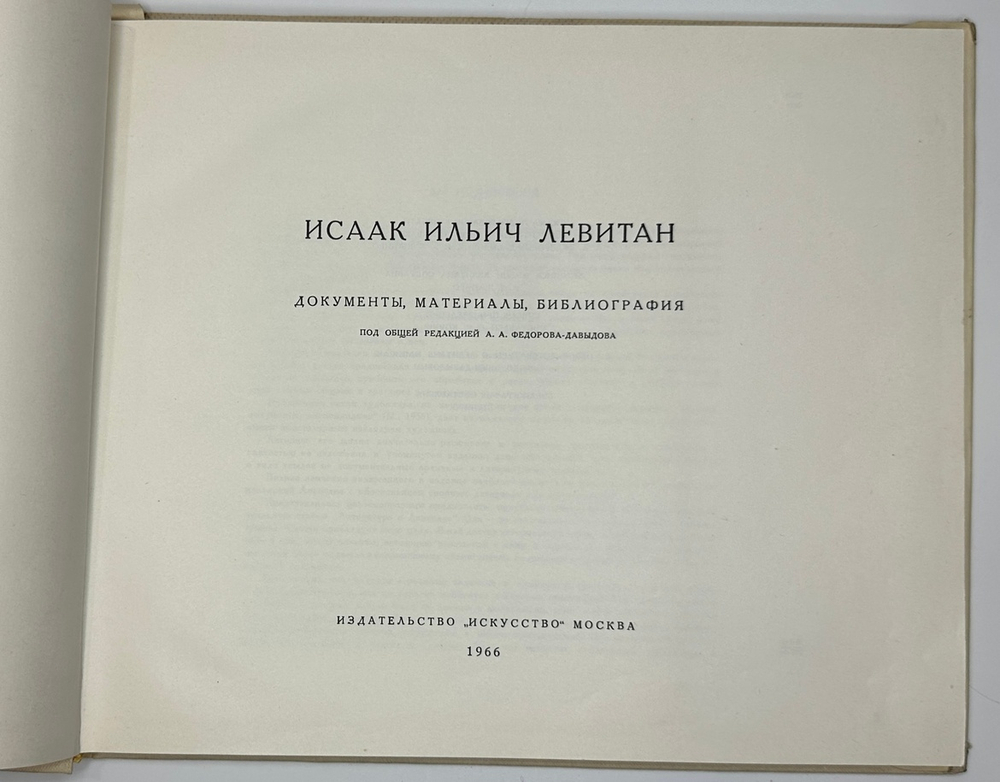 ИСААК ИЛЬИЧ ЛЕВИТАН
ДОКУМЕНТЫ, МАТЕРИАЛЫ, БИБЛИОГРАФИЯ
ПОД ОБЩЕЙ РЕДАКЦИЕЙ А. А. ФЕДОРОВА-ДАВЫДОВА
ИЗДАТЕЛЬСТВО „ИСКУССТВО“ МОСКВА
1966